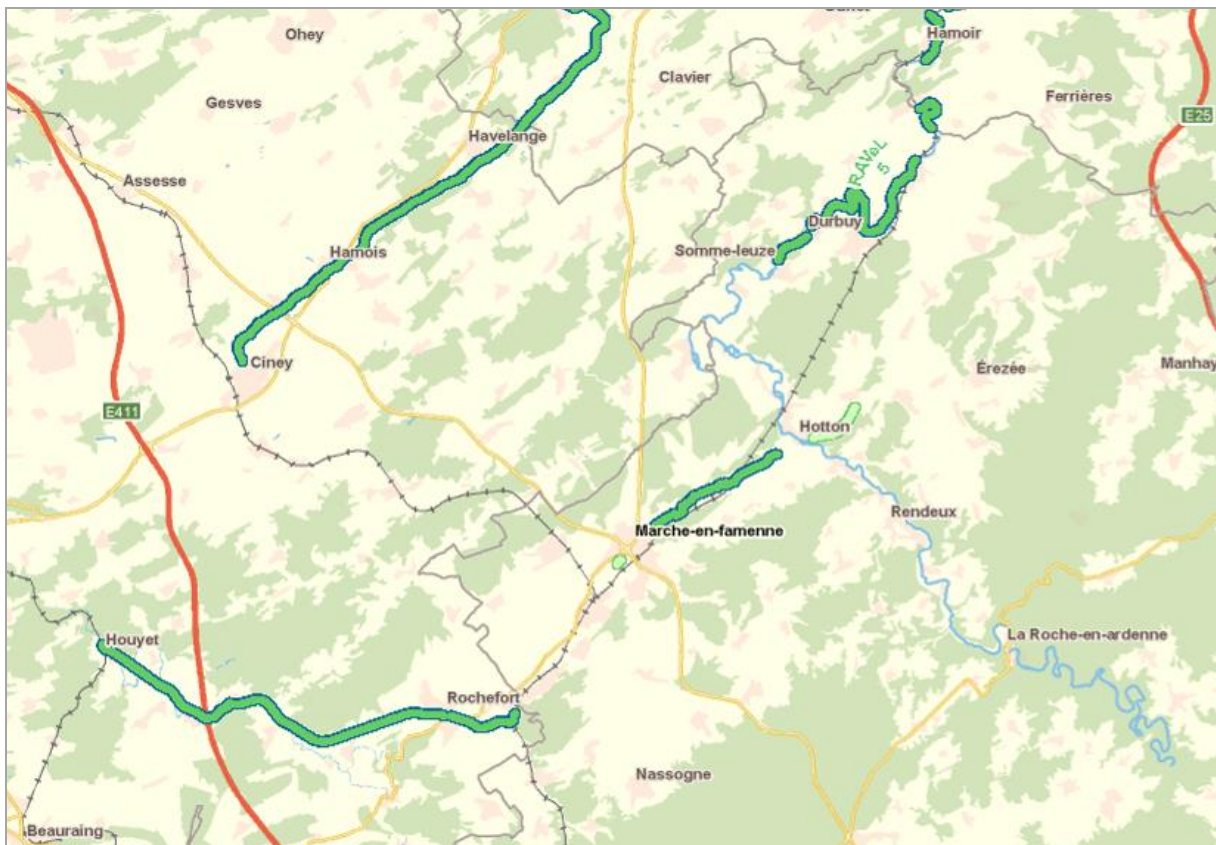 Ohey
Hamoir
Clavier
Gesves
Ferrières
E25
Havelange
RAVeL
5
Assesse
Durbuy
Hamois
Somme-leuze
Ciney
Érezée
Manhay
E411
Hotton
Rendeux
Marche-en-famenne
La Roche-en-ardenne
Houyet
Rochefort
Nassogne
Beauraing